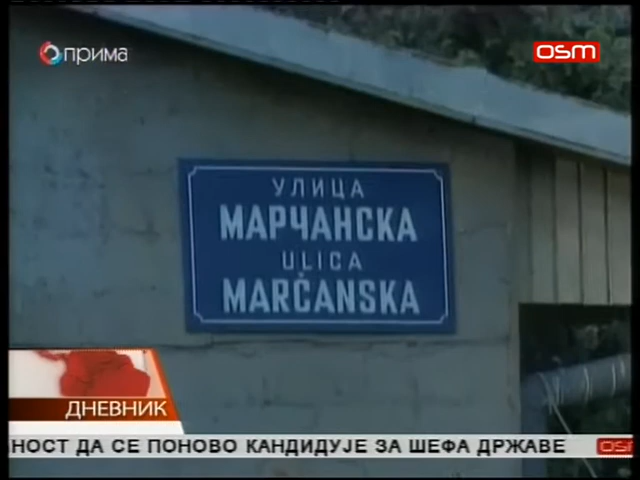 прима
OSM
УЛИЦА
МАРЧАНСКА
ULICA
MARČANSKA
ДНЕВНИК
НОСТ ДА СЕ ПОНОВО КАНДИДУЈЕ ЗА ШЕФА ДРЖАВЕ